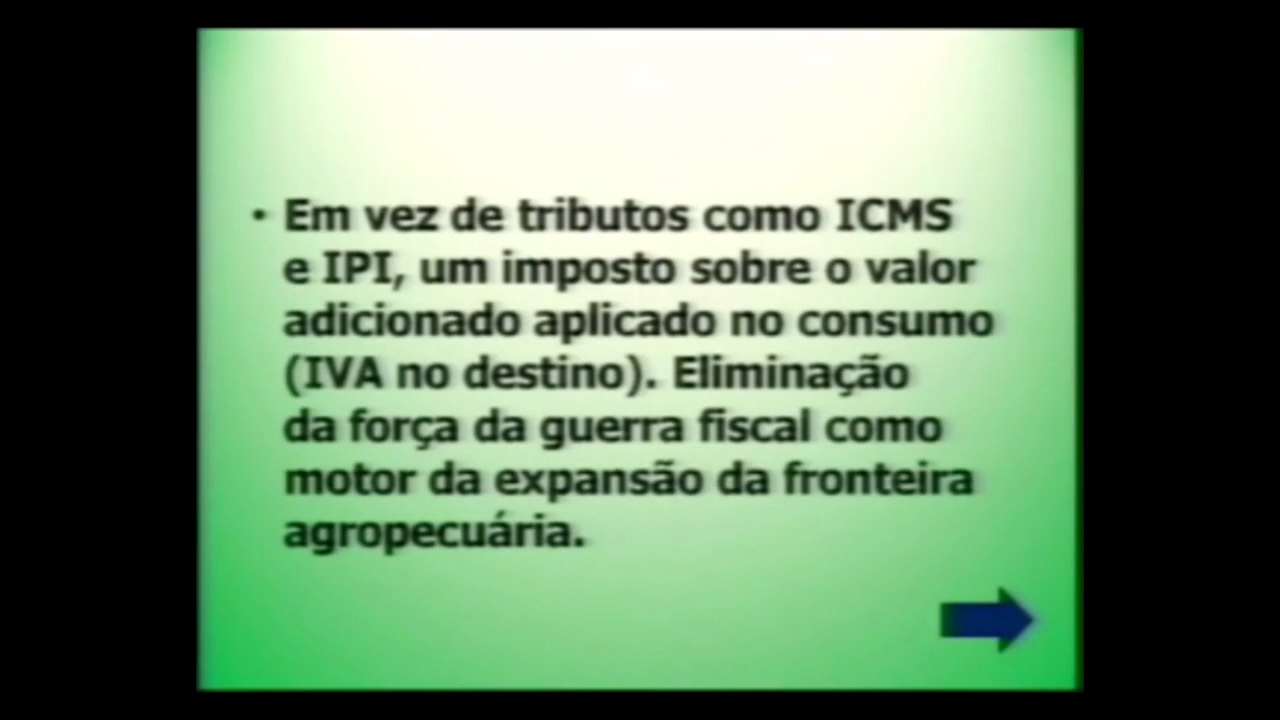 • Em vez de tributos como ICMS
e IPI, um imposto sobre o valor
adicionado aplicado no consumo
(IVA no destino). Eliminação
da força da guerra fiscal como
motor da expansão da fronteira
agropecuária.